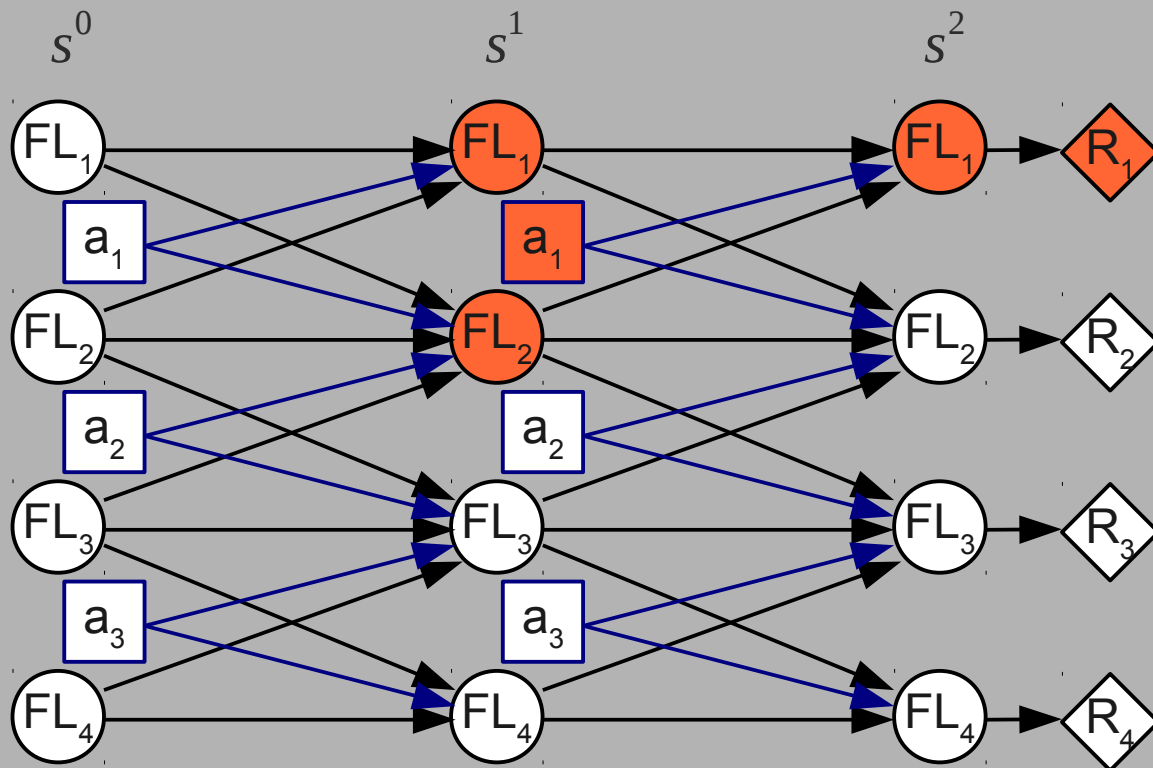 s⁰ s¹ s²
FL₁ FL₁ FL₁ R₁
a₁ a₁
FL₂ FL₂ FL₂ R₂
a₂ a₂
FL₃ FL₃ FL₃ R₃
a₃ a₃
FL₄ FL₄ FL₄ R₄